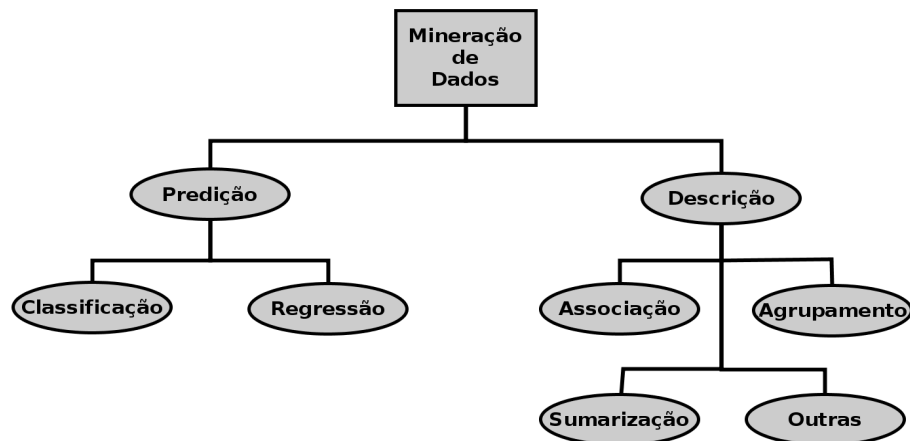 Mineração
de
Dados
Predição
Descrição
Classificação
Regressão
Associação
Agrupamento
Sumarização
Outras